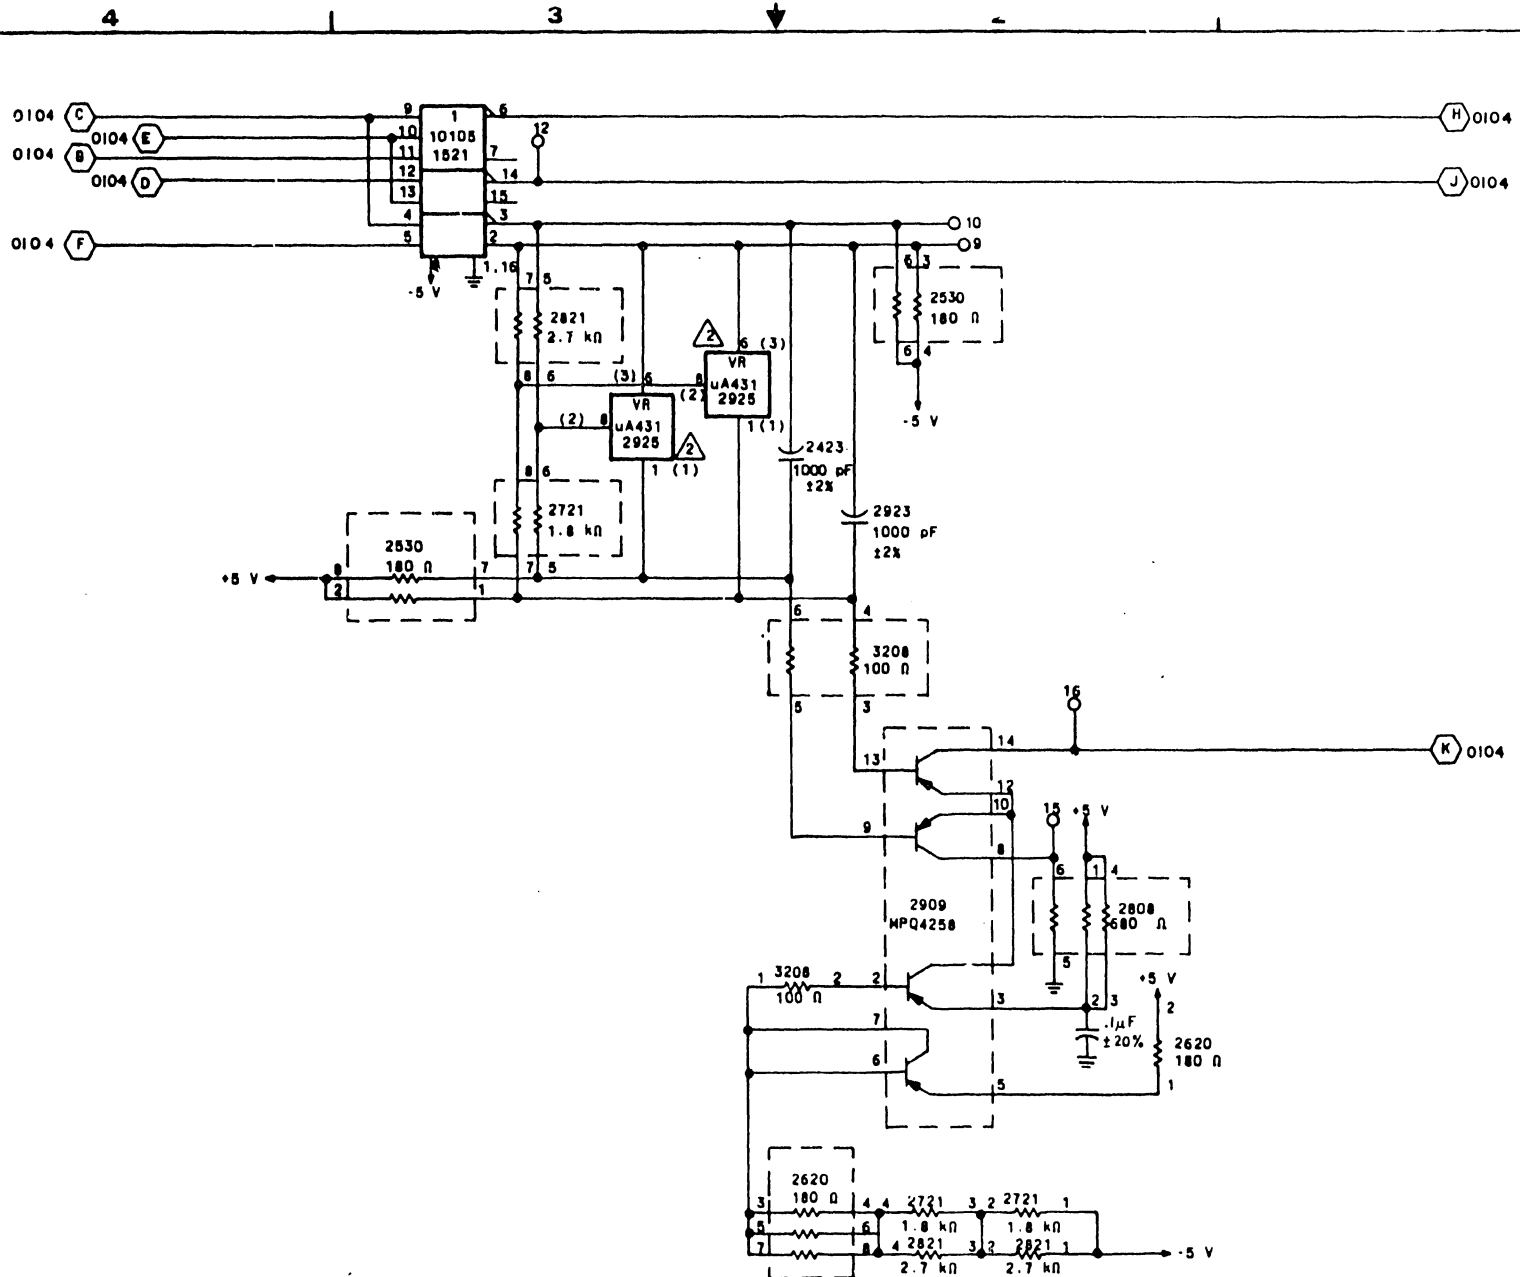 4 3 2
0104 C 9 1 6 H 0104
0104 E 10 10105 12
0104 B 11 1521 7
0104 D 12 14 J 0104
13 15
4 3 10
0104 F 5 2 9
-5 V 1.16
7 5
2821
2.7 kΩ
6 3
2530
180 Ω
6 4
-5 V
2
6 (3)
VR
uA431
2925
8
(2)
1 (1)
8 6
(3) 6
VR
uA431
2925
(2) 8
2
1 (1)
2423
1000 pF
±2%
2923
1000 pF
±2%
8 6
2721
1.8 kΩ
7 5
2530
180 Ω
+5 V 8 7
2 1
6 4
3208
100 Ω
5 3
16
13 14 K 0104
12
10 15 +5 V
9 8
6 1 4
2909
MPQ4258
2808
680 Ω
5
1 3208 2 2
100 Ω
3 2 3
+5 V
2
.1μF
±20%
2620
180 Ω
1
7
6
5
2620
180 Ω
3 4 4 2721 3 2 2721 1
1.8 kΩ 1.8 kΩ
5 6
7 8 4 2821 3 2 2821 1 -5 V
2.7 kΩ 2.7 kΩ